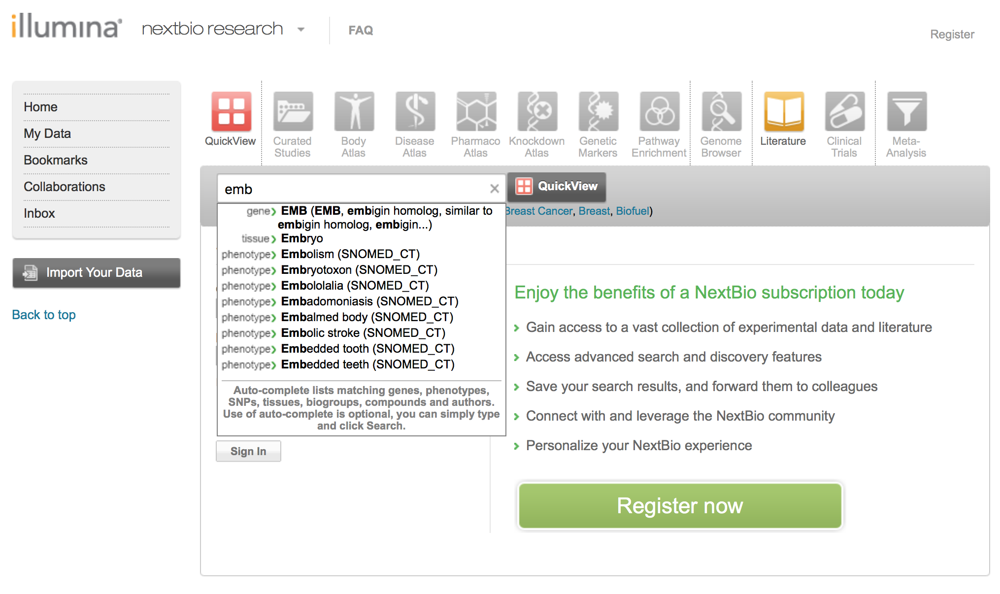 illumina®
nextbio research
FAQ
Register
Home
My Data
Bookmarks
Collaborations
Inbox
Import Your Data
Back to top
QuickView
Curated
Studies
Body
Atlas
Disease
Atlas
Pharmaco
Atlas
Knockdown
Atlas
Genetic
Markers
Pathway
Enrichment
Genome
Browser
Literature
Clinical
Trials
Meta-
Analysis
emb
QuickView
Breast Cancer, Breast, Biofuel)
gene EMB (EMB, embigin homolog, similar to
embigin homolog, embigin...)
tissue Embryo
phenotype Embolism (SNOMED_CT)
phenotype Embryotoxon (SNOMED_CT)
phenotype Embololalia (SNOMED_CT)
phenotype Embadomoniasis (SNOMED_CT)
phenotype Embalmed body (SNOMED_CT)
phenotype Embolic stroke (SNOMED_CT)
phenotype Embedded tooth (SNOMED_CT)
phenotype Embedded teeth (SNOMED_CT)
Auto-complete lists matching genes, phenotypes,
SNPs, tissues, biogroups, compounds and authors.
Use of auto-complete is optional, you can simply type
and click Search.
Sign In
Enjoy the benefits of a NextBio subscription today
Gain access to a vast collection of experimental data and literature
Access advanced search and discovery features
Save your search results, and forward them to colleagues
Connect with and leverage the NextBio community
Personalize your NextBio experience
Register now